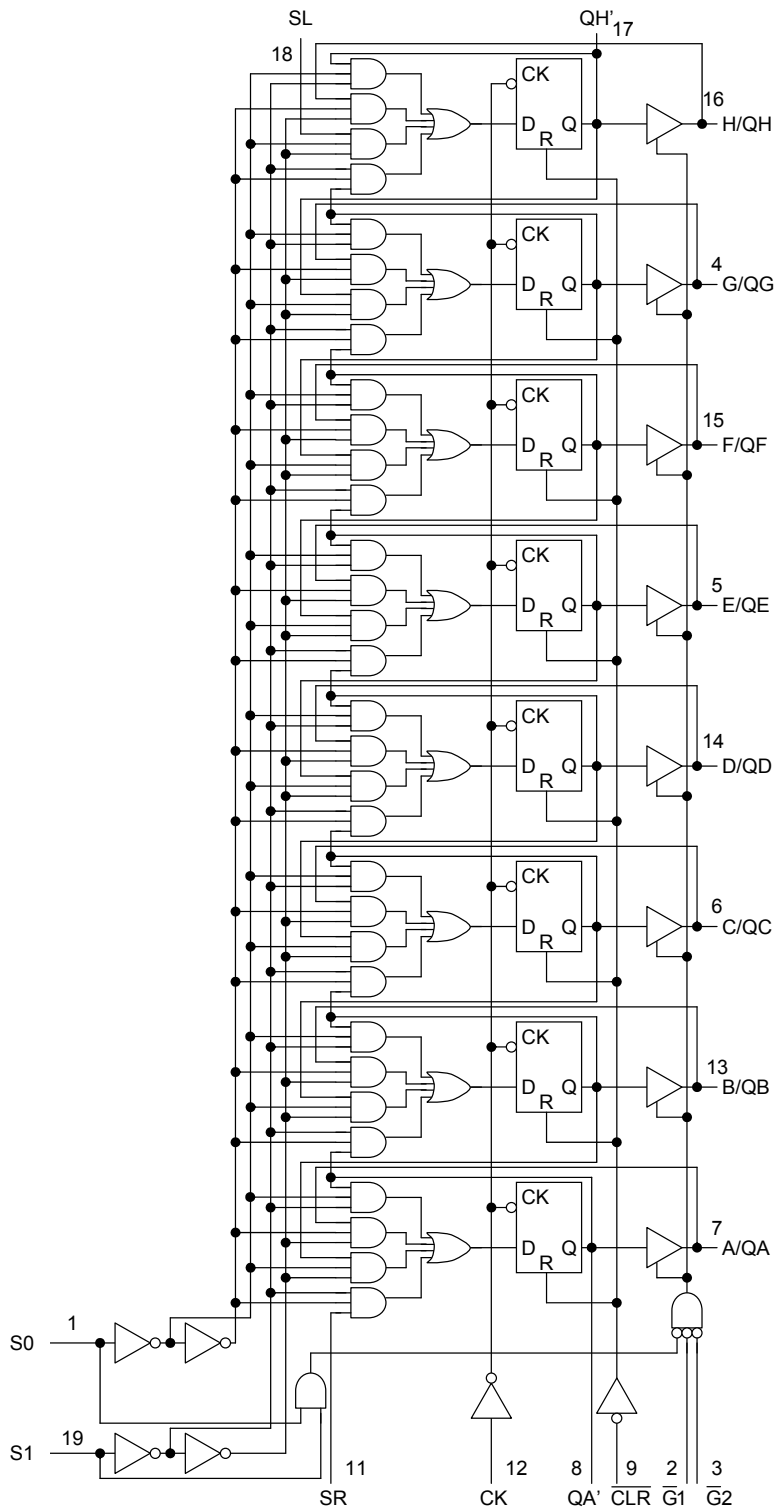 SL
QH'
18
17
CK
16
H/QH
D
Q
R
CK
4
G/QG
D
Q
R
CK
15
F/QF
D
Q
R
CK
5
E/QE
D
Q
R
CK
14
D/QD
D
Q
R
CK
6
C/QC
D
Q
R
CK
13
B/QB
D
Q
R
CK
7
A/QA
D
Q
R
1
S0
19
S1
11
12
8
9
2
3
SR
CK
QA'
CLR
G1
G2